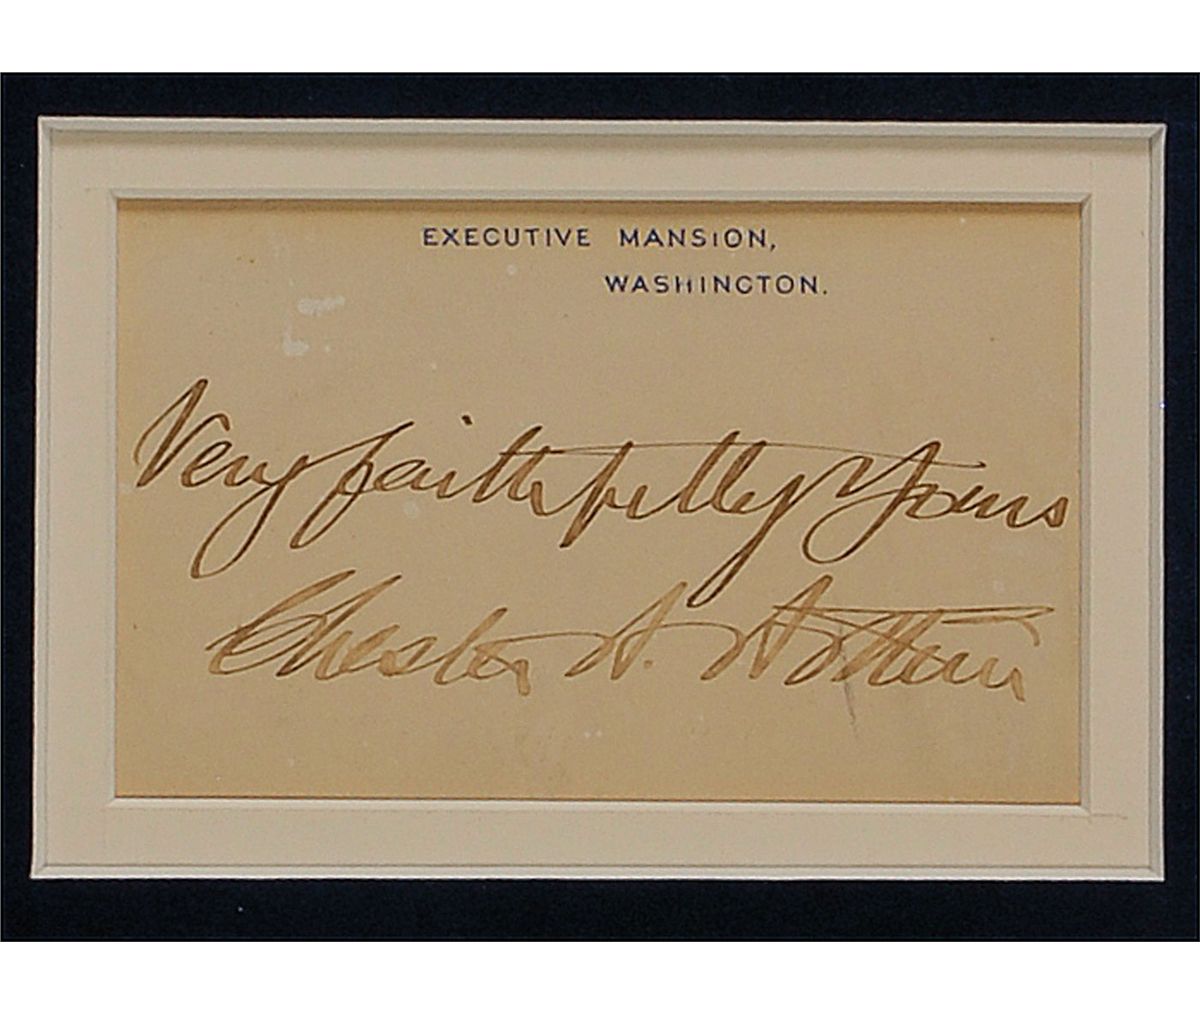 EXECUTIVE MANSION,
WASHINGTON.
Very faithfully Yours
Chester A. Arthur